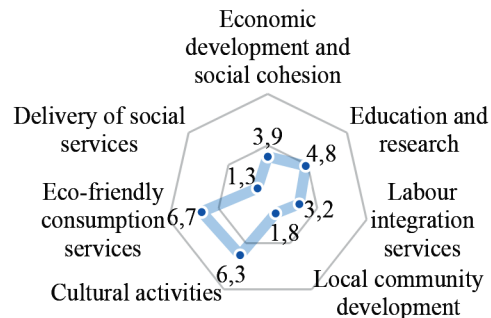 Economic
development and
social cohesion
Education and
research
Labour
integration
services
Local community
development
Cultural activities
Eco-friendly
consumption
services
Delivery of social
services
3,9
4,8
3,2
1,8
6,3
6,7
1,3